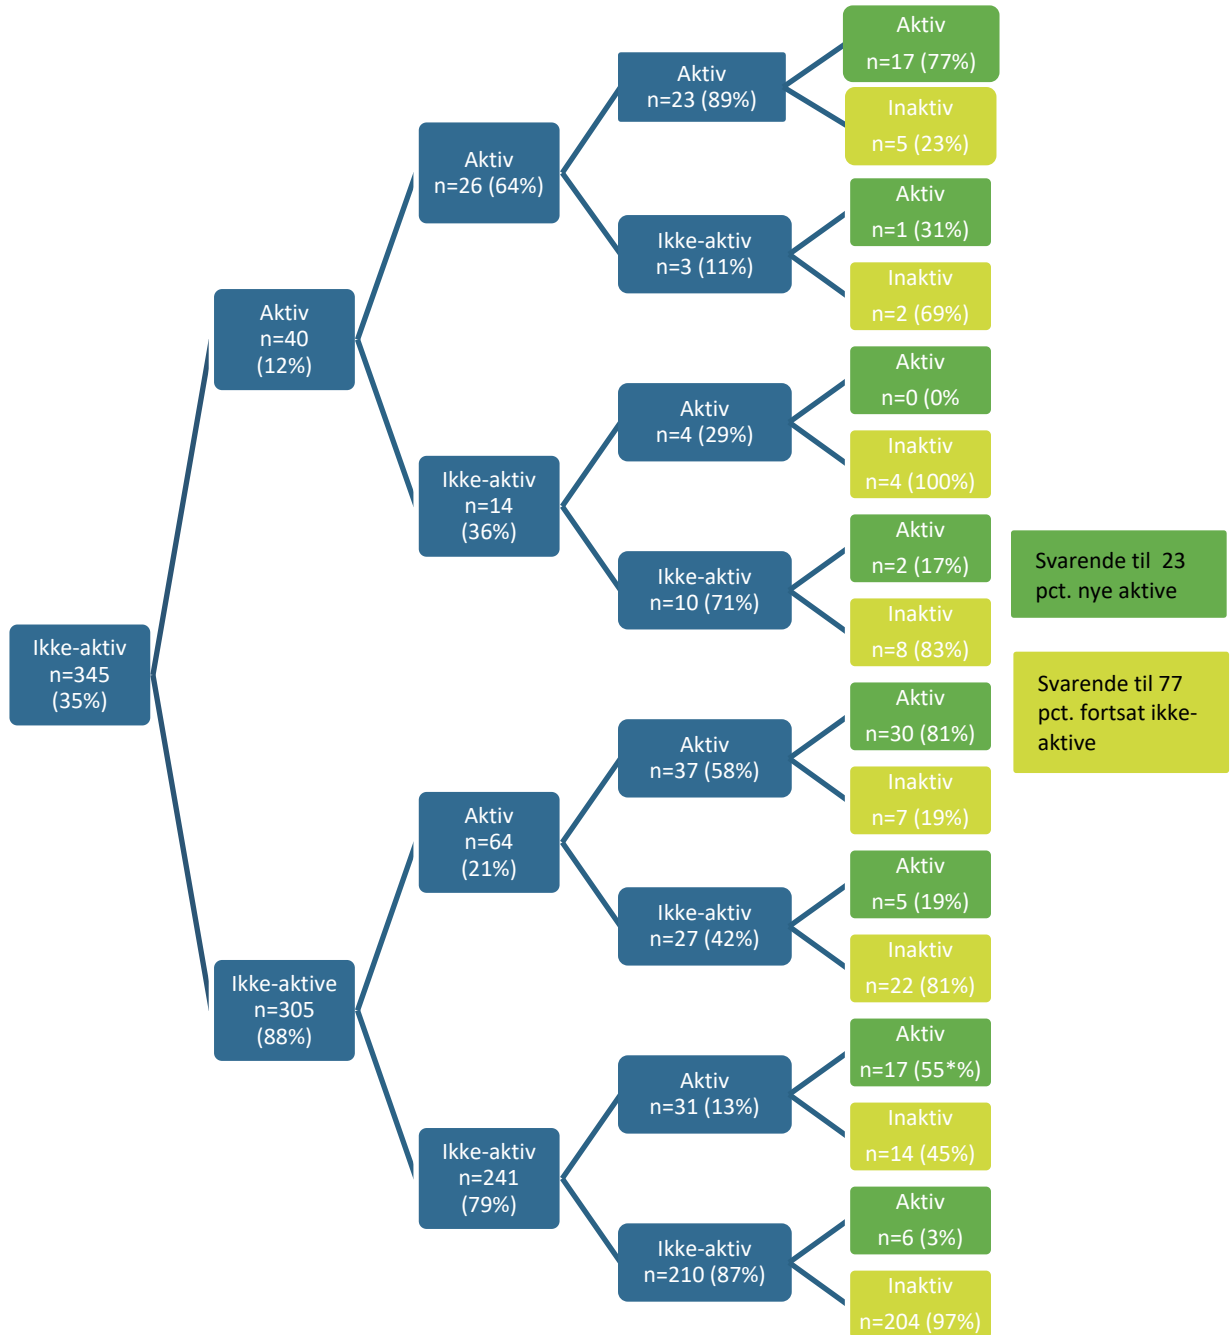 Ikke-aktiv
n=345
(35%)
Aktiv
n=40
(12%)
Ikke-aktive
n=305
(88%)
Aktiv
n=26 (64%)
Ikke-aktiv
n=14
(36%)
Aktiv
n=64
(21%)
Ikke-aktiv
n=241
(79%)
Aktiv
n=23 (89%)
Ikke-aktiv
n=3 (11%)
Aktiv
n=4 (29%)
Ikke-aktiv
n=10 (71%)
Aktiv
n=37 (58%)
Ikke-aktiv
n=27 (42%)
Aktiv
n=31 (13%)
Ikke-aktiv
n=210 (87%)
Aktiv
n=17 (77%)
Inaktiv
n=5 (23%)
Aktiv
n=1 (31%)
Inaktiv
n=2 (69%)
Aktiv
n=0 (0%
Inaktiv
n=4 (100%)
Aktiv
n=2 (17%)
Inaktiv
n=8 (83%)
Aktiv
n=30 (81%)
Inaktiv
n=7 (19%)
Aktiv
n=5 (19%)
Inaktiv
n=22 (81%)
Aktiv
n=17 (55*%)
Inaktiv
n=14 (45%)
Aktiv
n=6 (3%)
Inaktiv
n=204 (97%)
Svarende til 23
pct. nye aktive
Svarende til 77
pct. fortsat ikke-
aktive